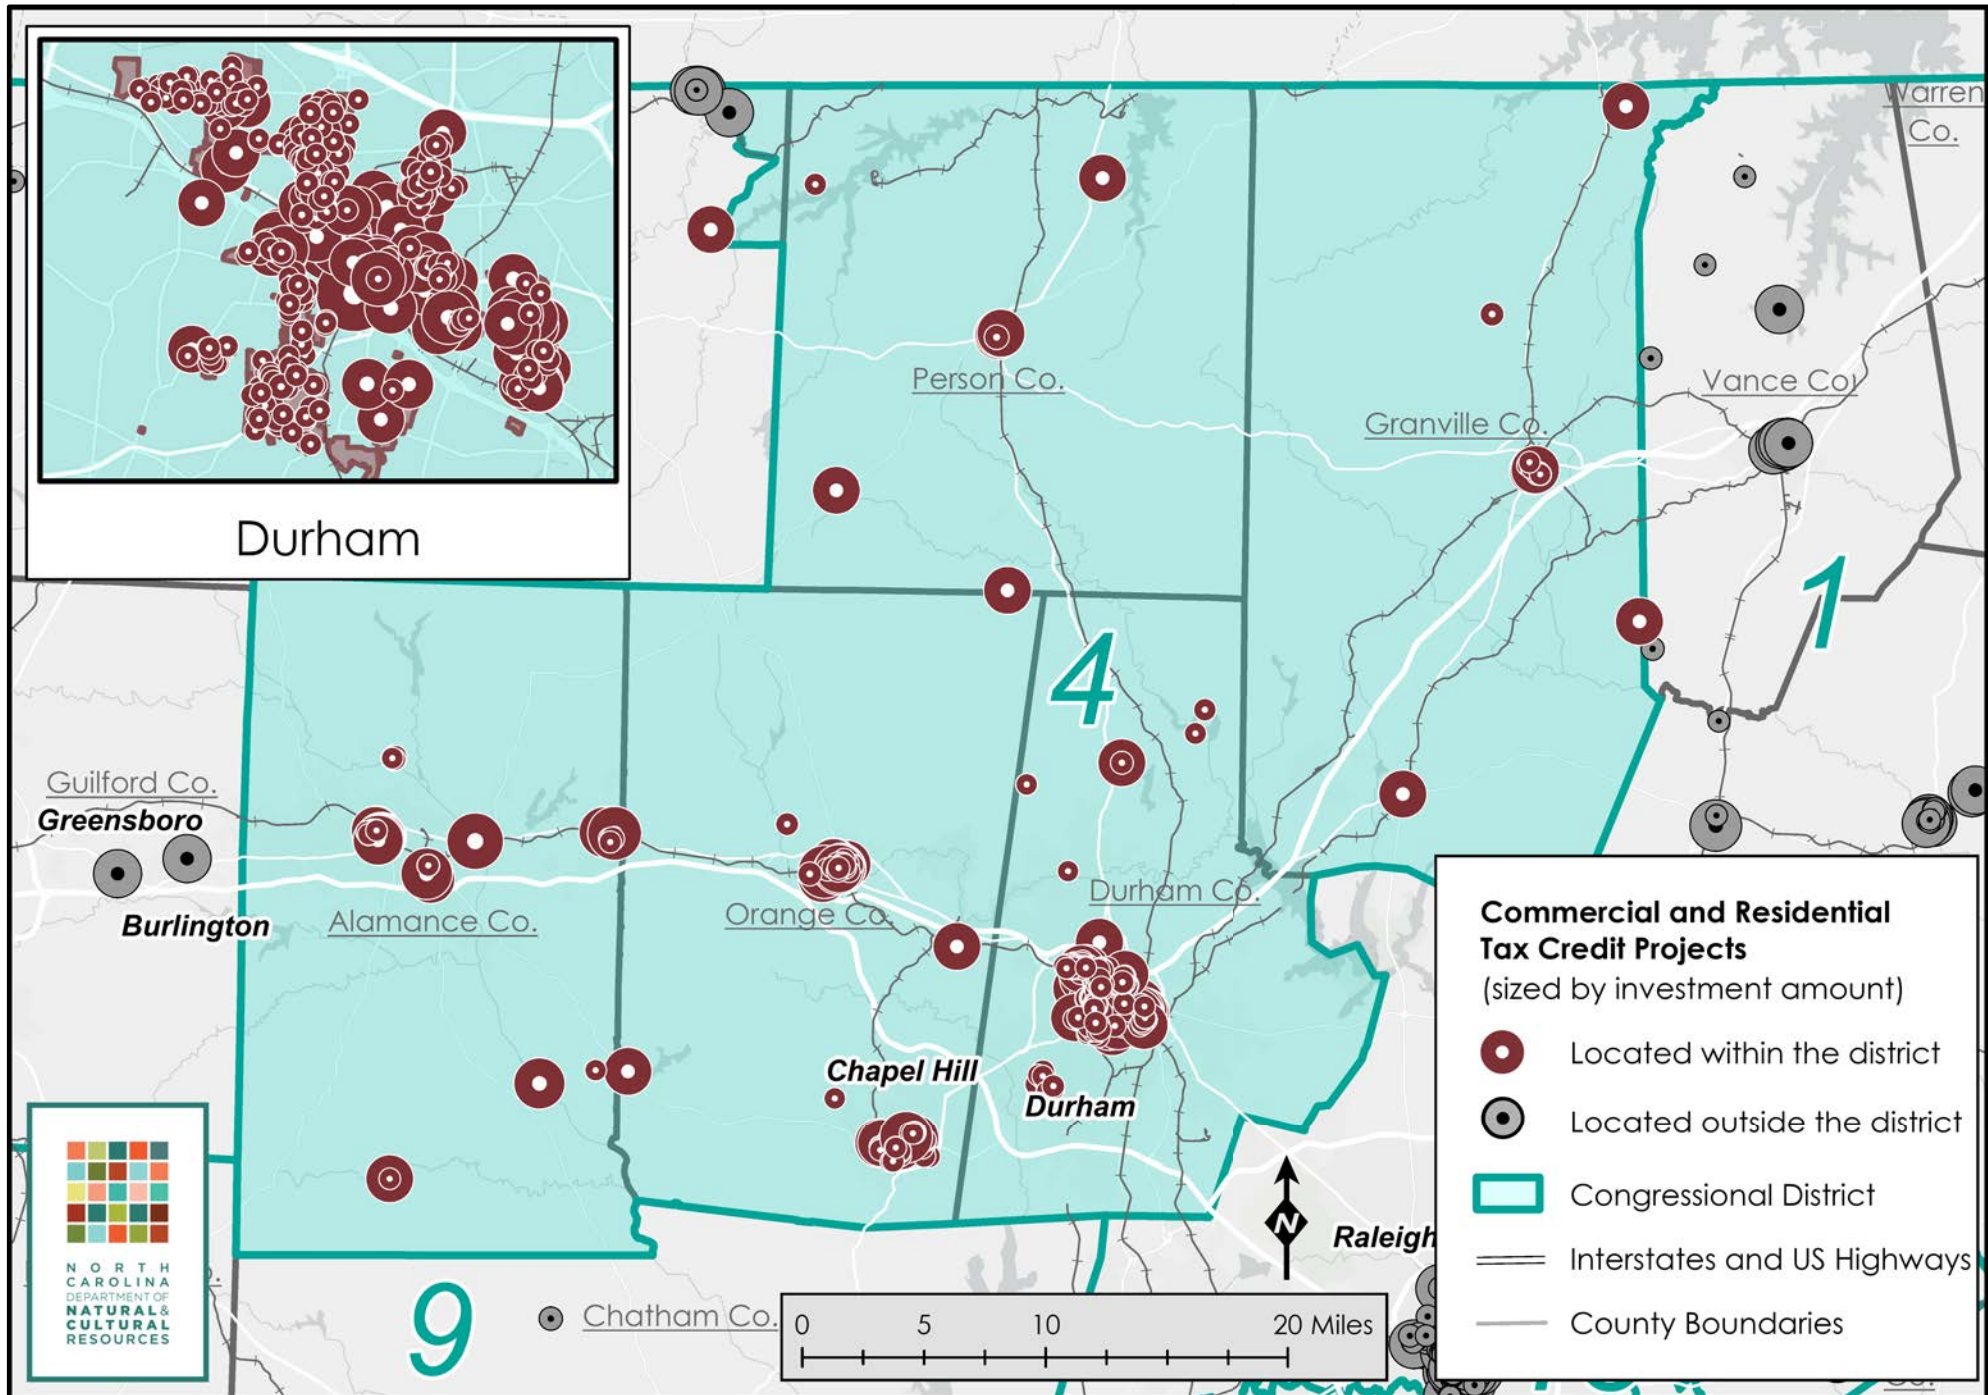 Durham
Warren
Co.
Person Co.
Granville Co.
Vance Co.
1
4
Guilford Co.
Greensboro
Burlington
Alamance Co.
Orange Co.
Durham Co.
Chapel Hill
Durham
Raleigh
9
Chatham Co.
Commercial and Residential
Tax Credit Projects
(sized by investment amount)
Located within the district
Located outside the district
Congressional District
Interstates and US Highways
County Boundaries
0 5 10 20 Miles
N
NORTH
CAROLINA
DEPARTMENT OF
NATURAL &
CULTURAL
RESOURCES